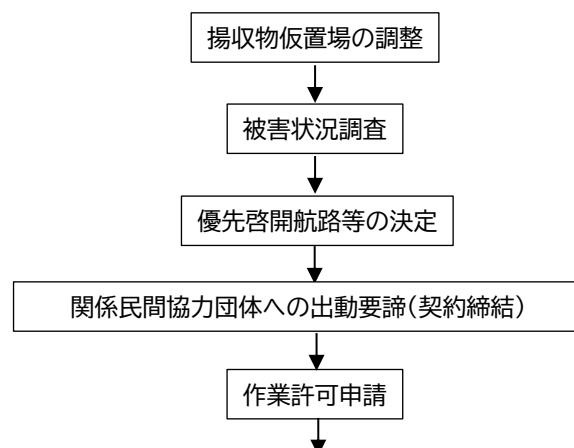 揚収物仮置場の調整
被害状況調査
優先啓開航路等の決定
関係民間協力団体への出動要諦(契約締結)
作業許可申請